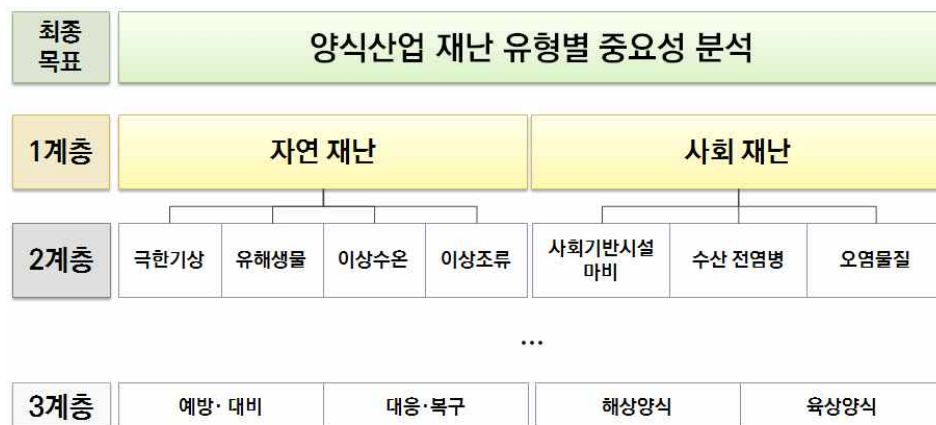 최종
목표
양식산업 재난 유형별 중요성 분석
1계층
자연 재난
사회 재난
2계층
극한기상
유해생물
이상수온
이상조류
사회기반시설
마비
수산 전염병
오염물질
...
3계층
예방· 대비
대응·복구
해상양식
육상양식